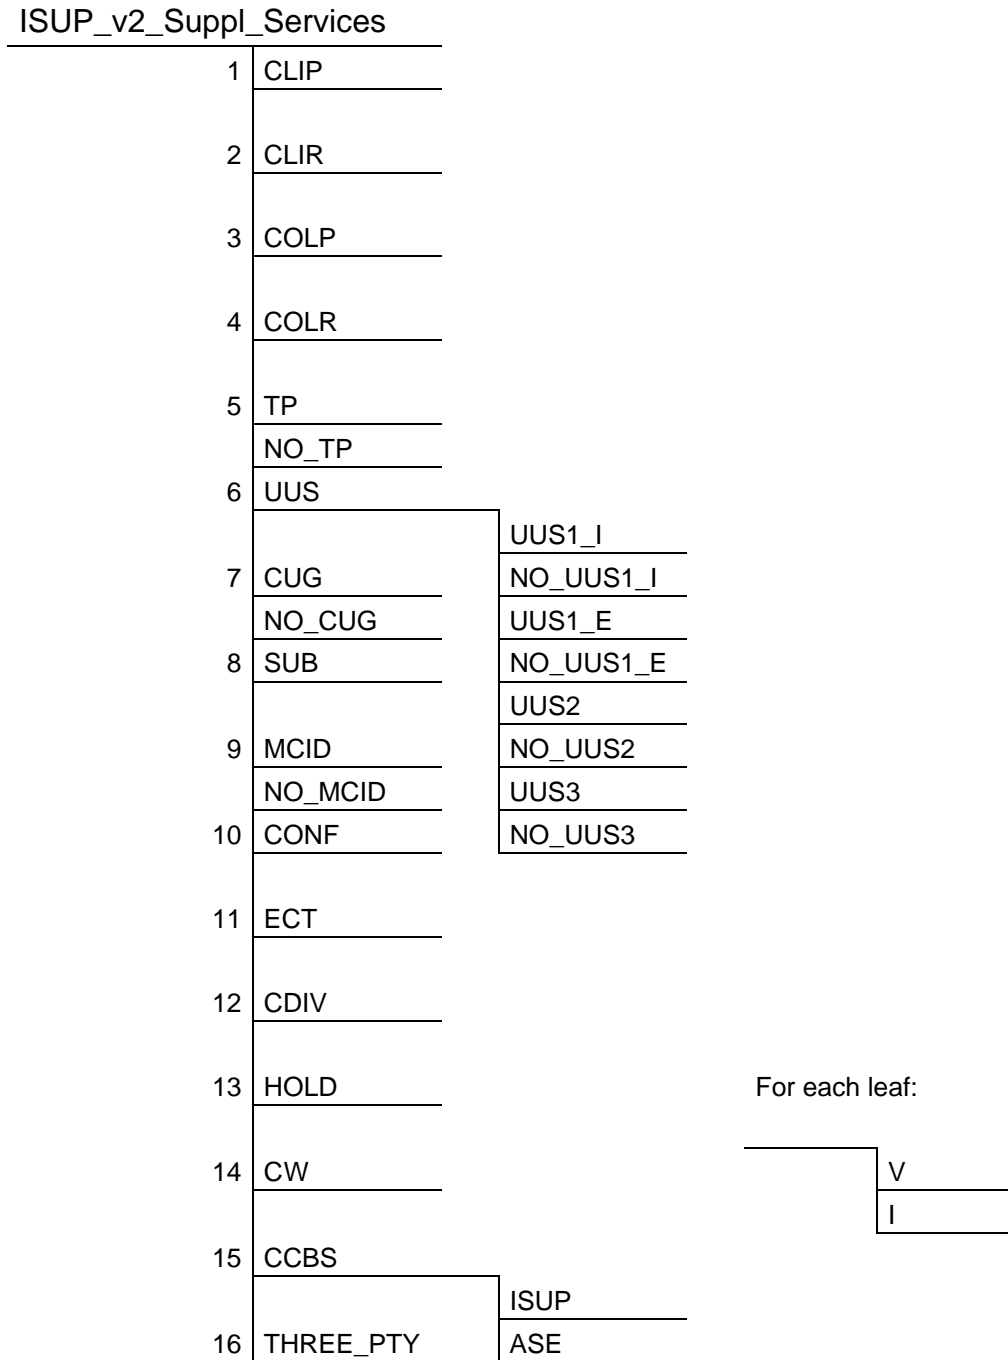 ISUP_v2_Suppl_Services
1 CLIP
2 CLIR
3 COLP
4 COLR
5 TP
NO_TP
6 UUS
UUS1_I
7 CUG NO_UUS1_I
NO_CUG UUS1_E
8 SUB NO_UUS1_E
UUS2
9 MCID NO_UUS2
NO_MCID UUS3
10 CONF NO_UUS3
11 ECT
12 CDIV
13 HOLD For each leaf:
14 CW V
I
15 CCBS
ISUP
16 THREE_PTY ASE